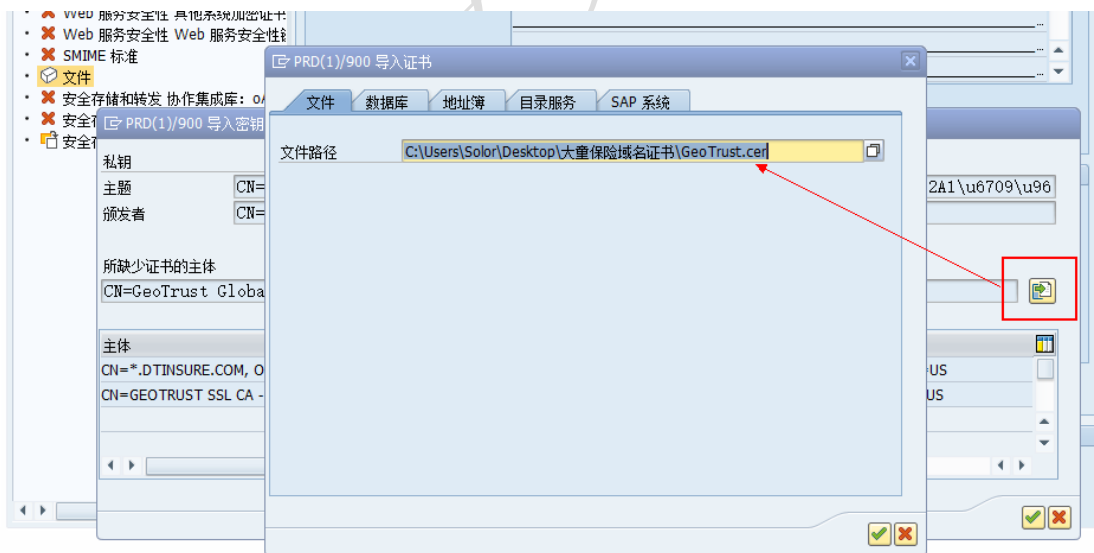 Web 服务安全性 其他系统加密证书
Web 服务安全性 Web 服务安全性
SMIME 标准
文件
安全存储和转发 协作集成库: o/
安全
安全
PRD(1)/900 导入密钥
私钥
主题 CN= 2A1\u6709\u96
颁发者 CN=
所缺少证书的主体
CN=GeoTrust Globa
主体
CN=*.DTINSURE.COM, O US
CN=GEOTRUST SSL CA - US
PRD(1)/900 导入证书
文件 数据库 地址簿 目录服务 SAP 系统
文件路径 C:\Users\Solor\Desktop\大童保险域名证书\GeoTrust.cer